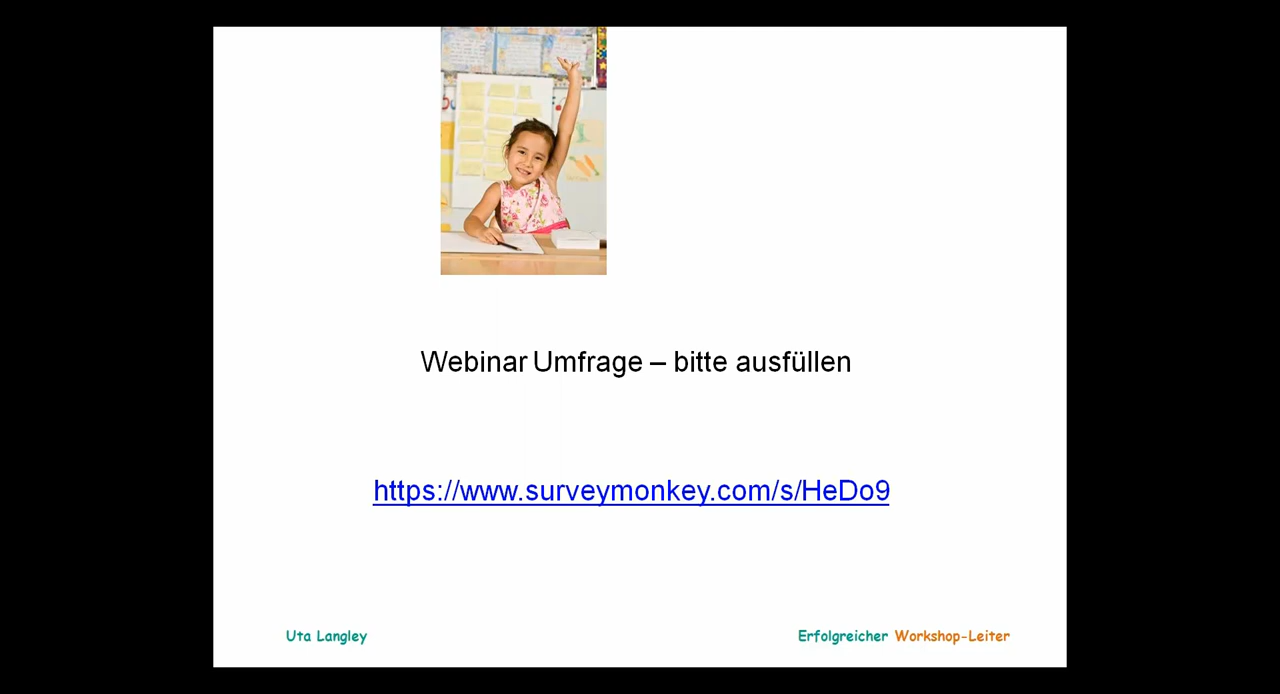 Webinar Umfrage – bitte ausfüllen
https://www.surveymonkey.com/s/HeDo9
Uta Langley
Erfolgreicher Workshop-Leiter